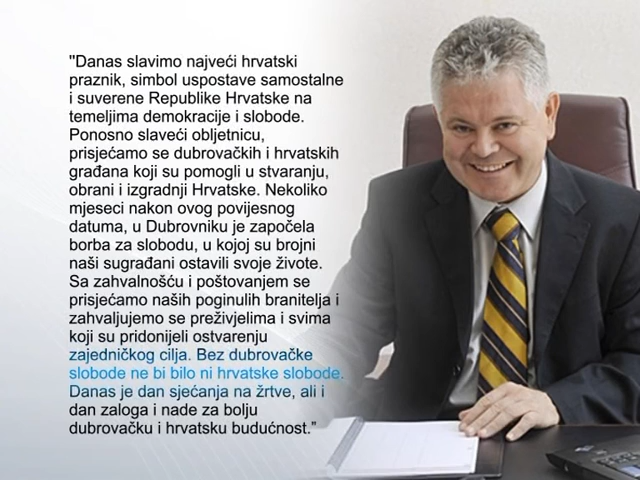 "Danas slavimo najveći hrvatski
praznik, simbol uspostave samostalne
i suverene Republike Hrvatske na
temeljima demokracije i slobode.
Ponosno slaveći obljetnicu,
prisjećamo se dubrovačkih i hrvatskih
građana koji su pomogli u stvaranju,
obrani i izgradnji Hrvatske. Nekoliko
mjeseci nakon ovog povijesnog
datuma, u Dubrovniku je započela
borba za slobodu, u kojoj su brojni
naši sugrađani ostavili svoje živote.
Sa zahvalnošću i poštovanjem se
prisjećamo naših poginulih branitelja i
zahvaljujemo se preživjelima i svima
koji su pridonijeli ostvarenju
zajedničkog cilja. Bez dubrovačke
slobode ne bi bilo ni hrvatske slobode.
Danas je dan sjećanja na žrtve, ali i
dan zaloga i nade za bolju
dubrovačku i hrvatsku budućnost.”